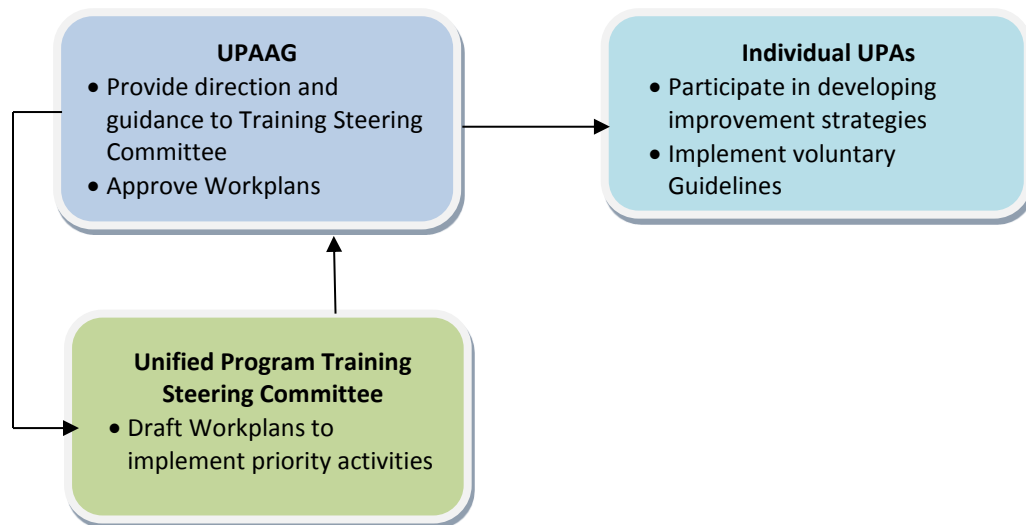 UPAAG
• Provide direction and
guidance to Training Steering
Committee
• Approve Workplans
Individual UPAs
• Participate in developing
improvement strategies
• Implement voluntary
Guidelines
Unified Program Training
Steering Committee
• Draft Workplans to
implement priority activities